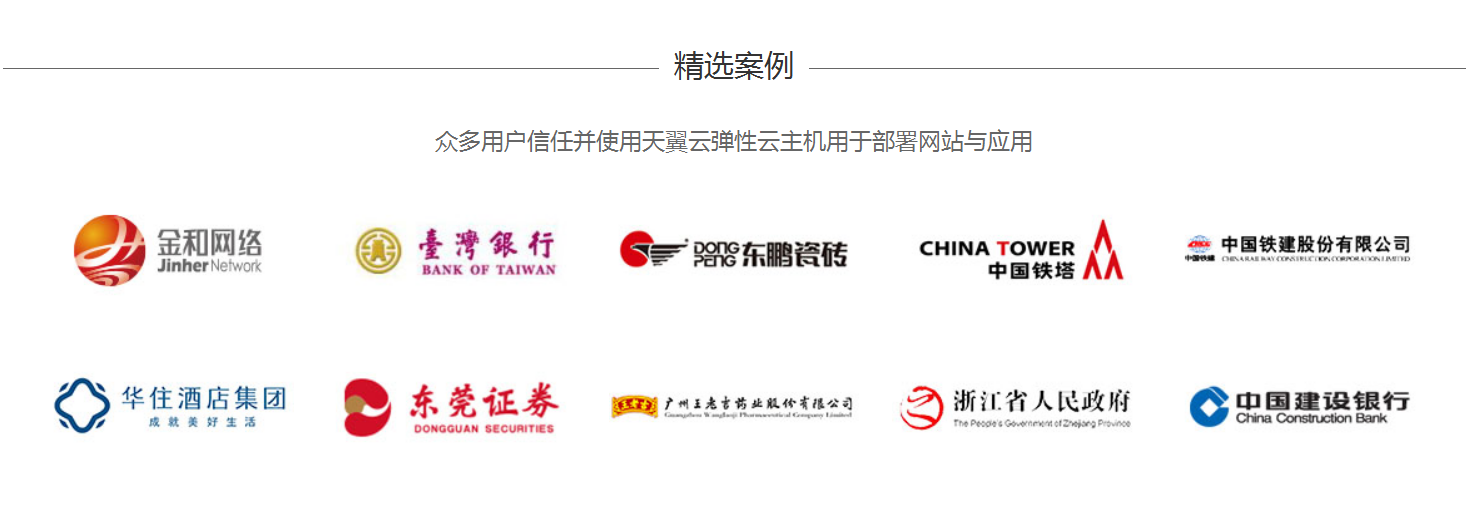 精选案例
众多用户信任并使用天翼云弹性云主机用于部署网站与应用
金和网络
Jinher Network
臺灣銀行
BANK OF TAIWAN
DONG
PENG
东鹏瓷砖
CHINA TOWER
中国铁塔
中国铁建
中国铁建股份有限公司
CHINA RAILWAY CONSTRUCTION CORPORATION LIMITED
华住酒店集团
成就美好生活
东莞证券
DONGGUAN SECURITIES
广州王老吉药业股份有限公司
Guangzhou Wanglaoji Pharmaceutical Company Limited
浙江省人民政府
The People's Government of Zhejiang Province
中国建设银行
China Construction Bank